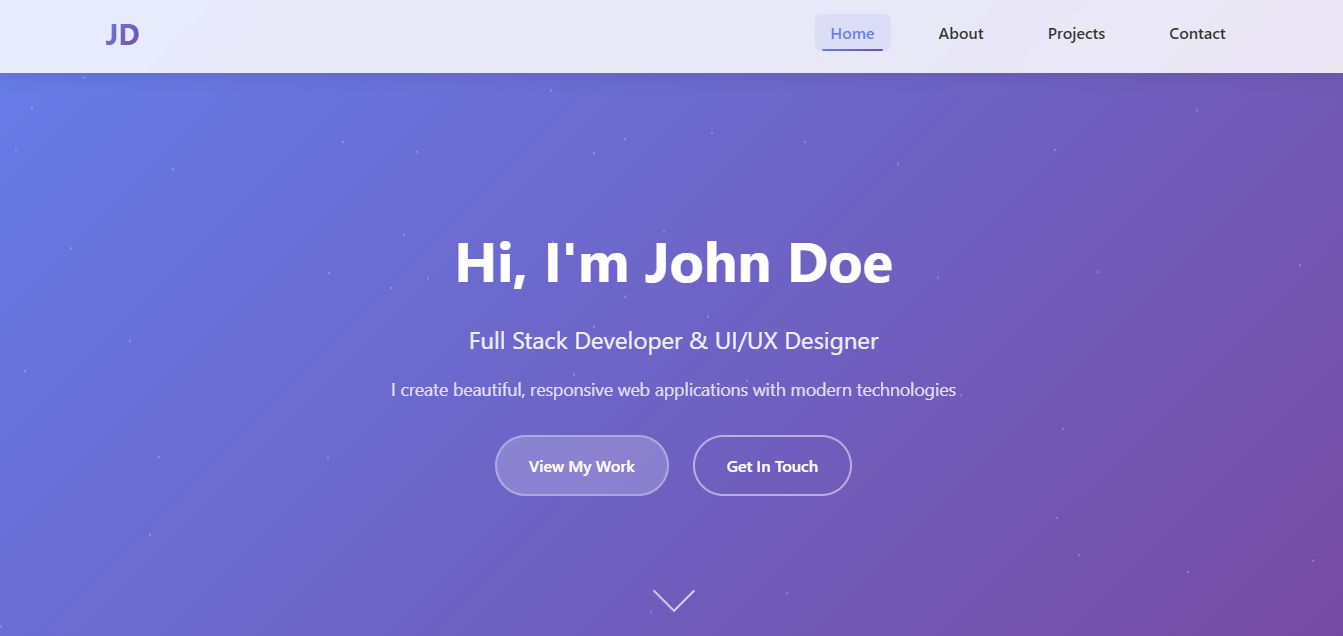 JD
Home About Projects Contact
Hi, I'm John Doe
Full Stack Developer & UI/UX Designer
I create beautiful, responsive web applications with modern technologies
View My Work Get In Touch